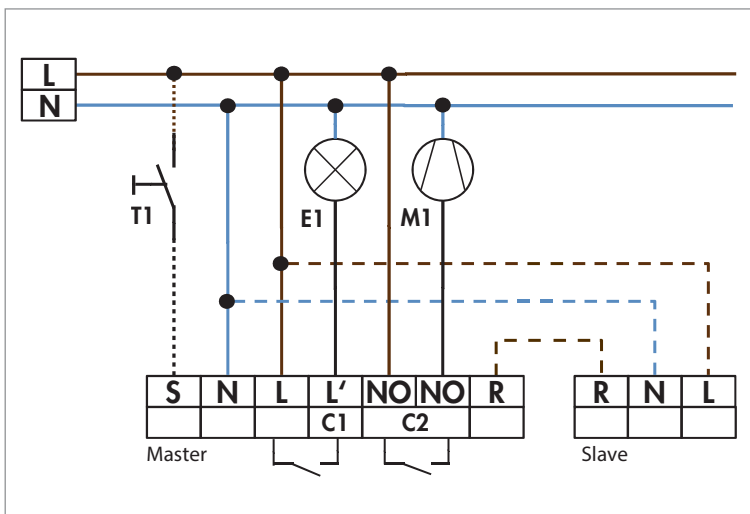 L
N
T1
E1
M1
S N L L′ NO NO R
R N L
C1 C2
Master
Slave